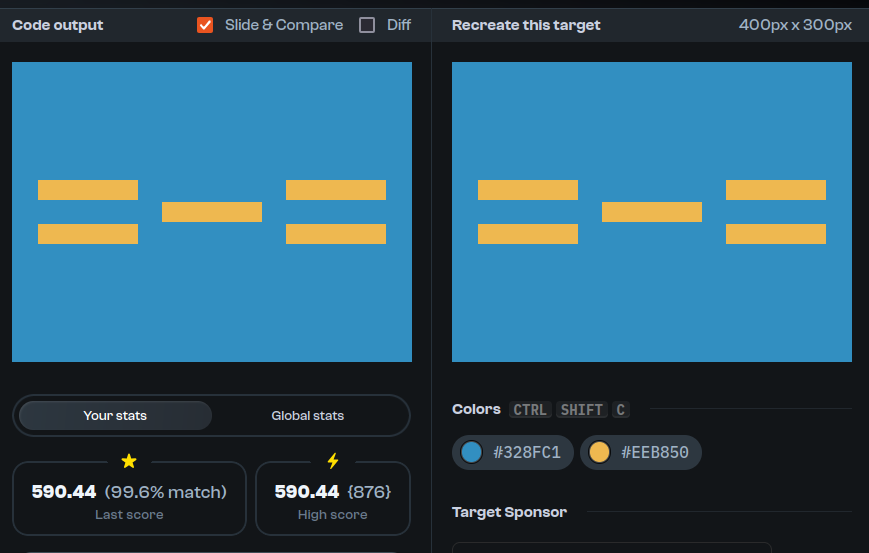 Code output
Slide & Compare
Diff
Recreate this target
400px x 300px
Your stats
Global stats
590.44 (99.6% match)
Last score
590.44 {876}
High score
Colors CTRL SHIFT C
#328FC1
#EEB850
Target Sponsor